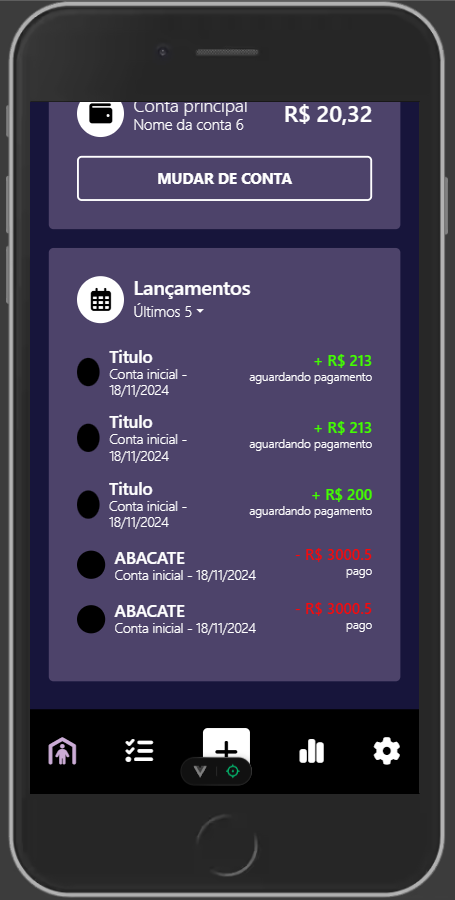 Conta principal
Nome da conta 6
R$ 20,32
MUDAR DE CONTA
Lançamentos
Últimos 5
Titulo
Conta inicial -
18/11/2024
+ R$ 213
aguardando pagamento
Titulo
Conta inicial -
18/11/2024
+ R$ 213
aguardando pagamento
Titulo
Conta inicial -
18/11/2024
+ R$ 200
aguardando pagamento
ABACATE
Conta inicial - 18/11/2024
R$ 3000.5
pago
ABACATE
Conta inicial - 18/11/2024
R$ 3000.5
pago